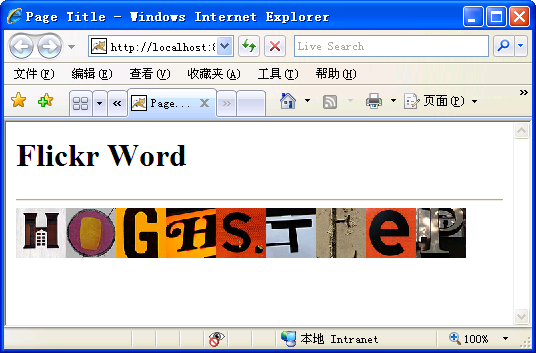 Page Title - Windows Internet Explorer
http://localhost:8
Live Search
文件(F) 编辑(E) 查看(V) 收藏夹(A) 工具(T) 帮助(H)
« Page... » 页面(P) »
Flickr Word
H O G H S. T e P
本地 Intranet 100%